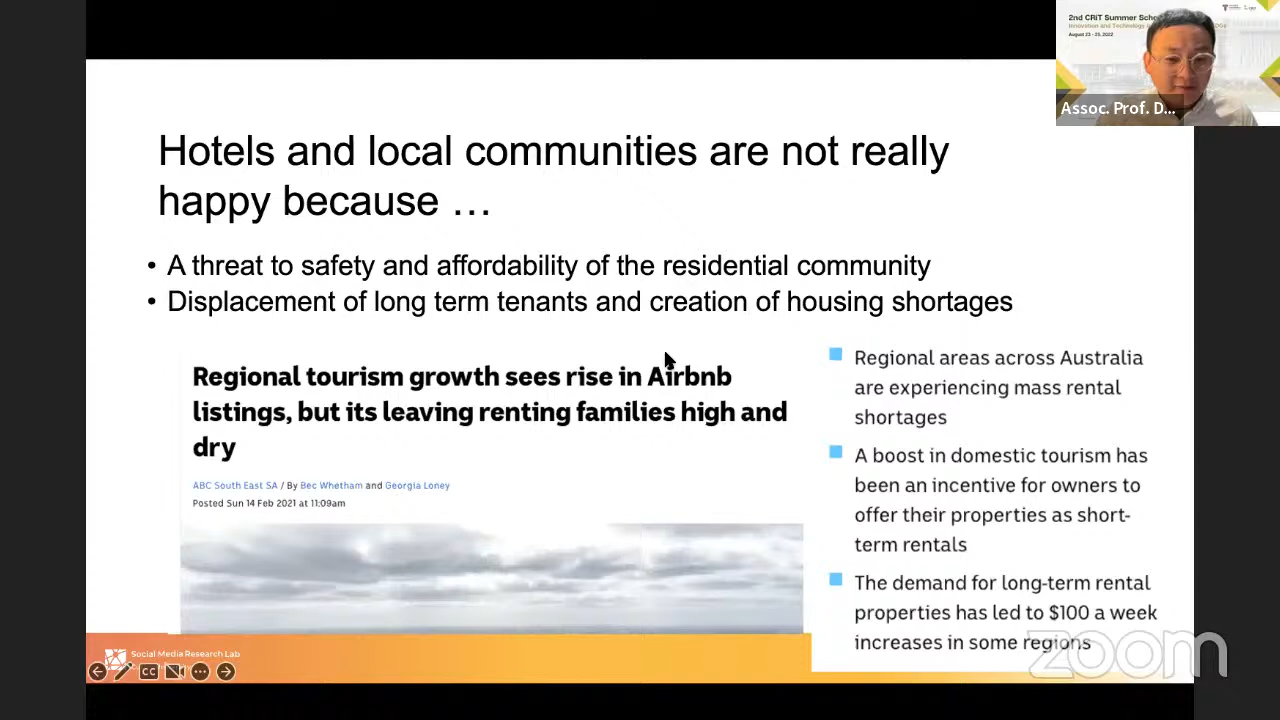 2nd CRiT Summer Scho
Innovation and Technology
August 23 - 25, 2022
Assoc. Prof. D...
Hotels and local communities are not really
happy because …
• A threat to safety and affordability of the residential community
• Displacement of long term tenants and creation of housing shortages
Regional tourism growth sees rise in Airbnb
listings, but its leaving renting families high and
dry
ABC South East SA / By Bec Whetham and Georgia Loney
Posted Sun 14 Feb 2021 at 11:09am
Regional areas across Australia
are experiencing mass rental
shortages
A boost in domestic tourism has
been an incentive for owners to
offer their properties as short-
term rentals
The demand for long-term rental
properties has led to $100 a week
increases in some regions
Social Media Research Lab
CC
zoom